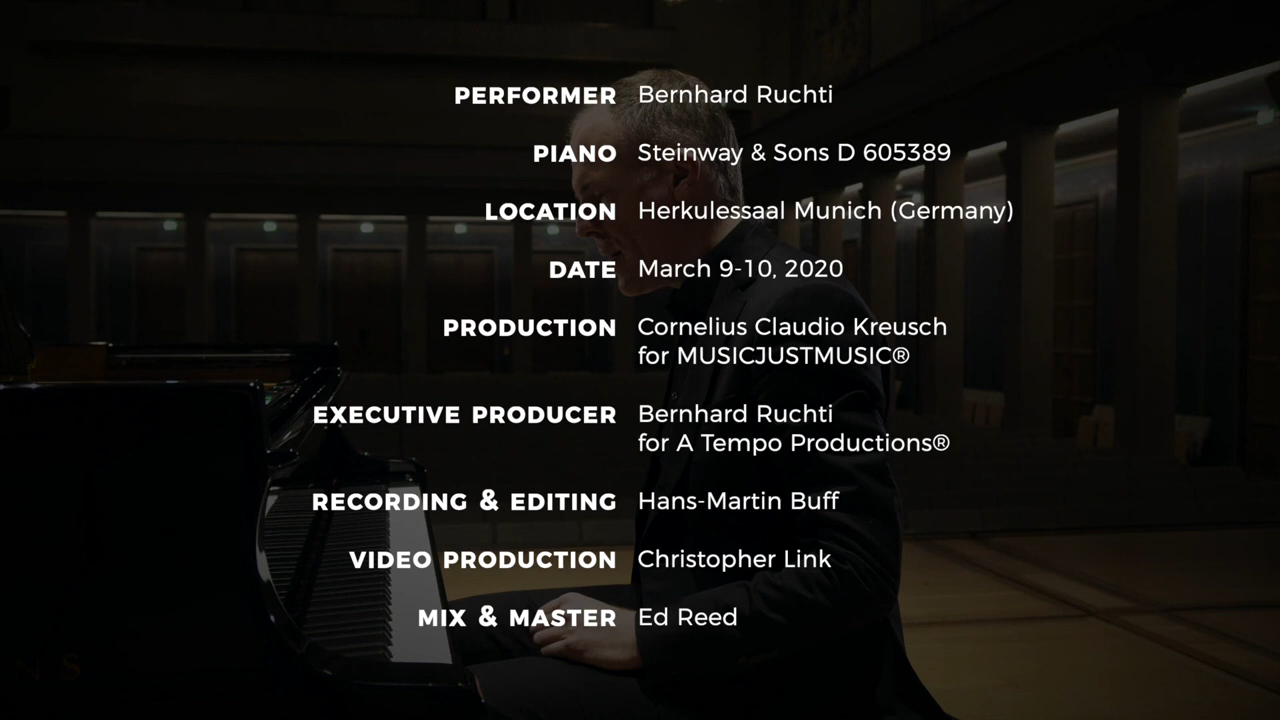 PERFORMER Bernhard Ruchti
PIANO Steinway & Sons D 605389
LOCATION Herkulessaal Munich (Germany)
DATE March 9-10, 2020
PRODUCTION Cornelius Claudio Kreusch
for MUSICJUSTMUSIC®
EXECUTIVE PRODUCER Bernhard Ruchti
for A Tempo Productions®
RECORDING & EDITING Hans-Martin Buff
VIDEO PRODUCTION Christopher Link
MIX & MASTER Ed Reed
N S